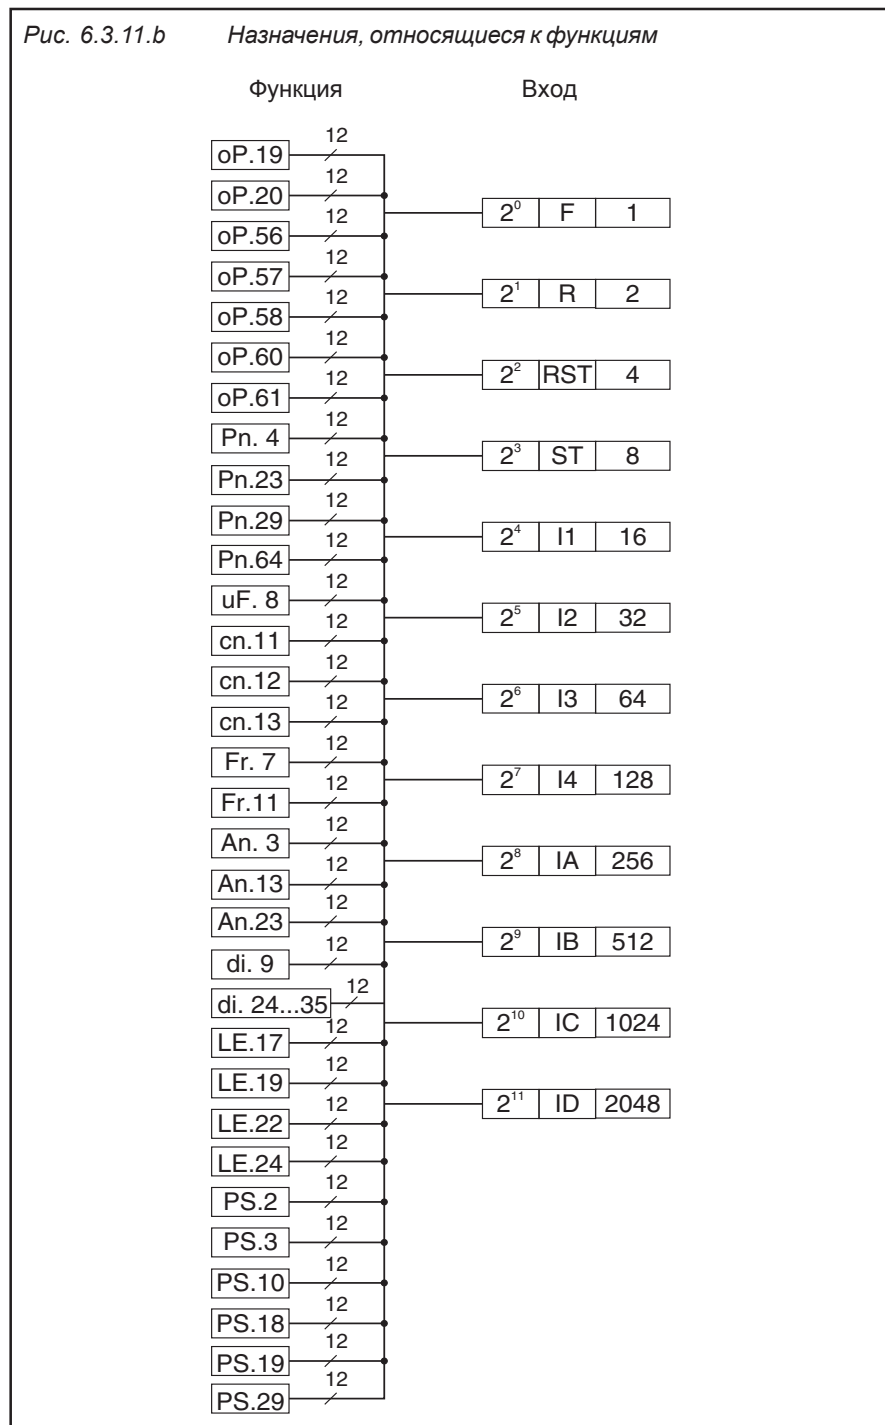 Рис. 6.3.11.b Назначения, относящиеся к функциям
Функция Вход
oP.19 12
oP.20 12
2⁰ F 1
oP.56 12
oP.57 12
2¹ R 2
oP.58 12
oP.60 12
2² RST 4
oP.61 12
Pn. 4 12
2³ ST 8
Pn.23 12
Pn.29 12
2⁴ I1 16
Pn.64 12
uF. 8 12
2⁵ I2 32
cn.11 12
cn.12 12
2⁶ I3 64
cn.13 12
Fr. 7 12
2⁷ I4 128
Fr.11 12
An. 3 12
2⁸ IA 256
An.13 12
An.23 12
2⁹ IB 512
di. 9 12
di. 24...35 12
2¹⁰ IC 1024
LE.17 12
LE.19 12
2¹¹ ID 2048
LE.22 12
LE.24 12
PS.2 12
PS.3 12
PS.10 12
PS.18 12
PS.19 12
PS.29 12